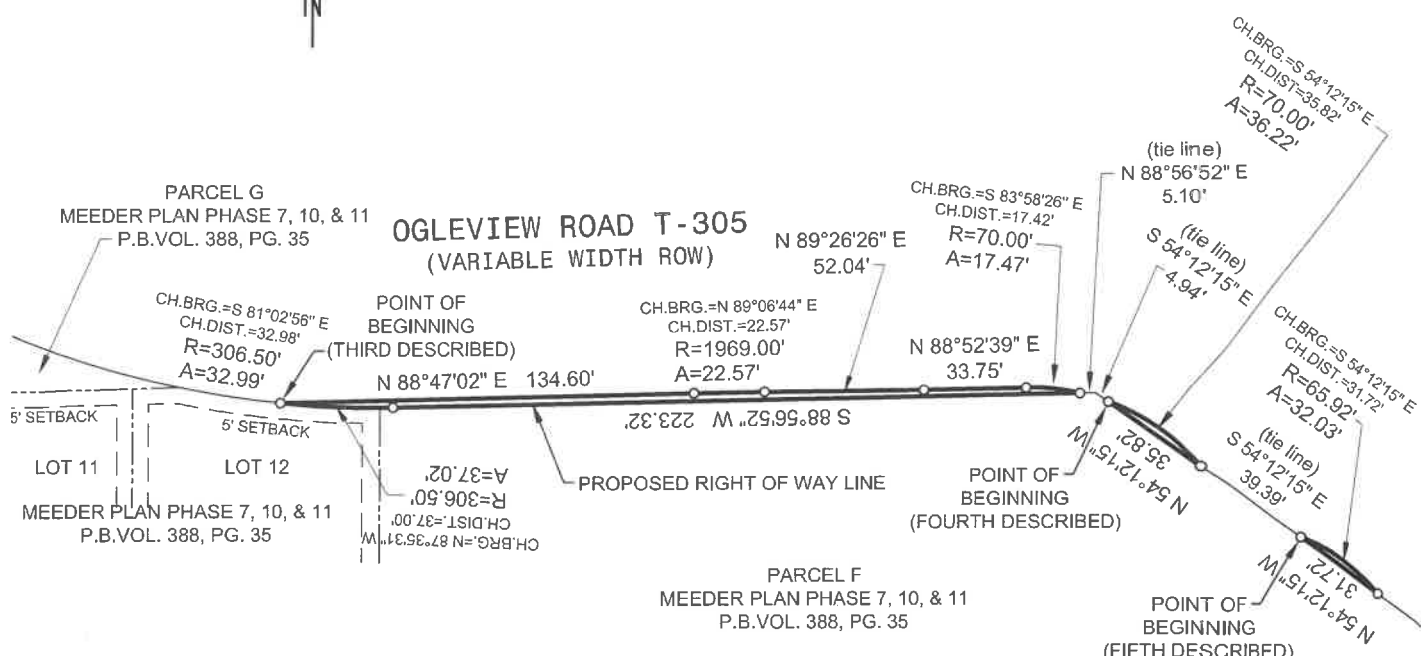 N
CH.BRG.=S 54°12'15" E
CH.DIST=35.82'
R=70.00'
A=36.22'
(tie line)
N 88°56'52" E
5.10'
PARCEL G
MEEDER PLAN PHASE 7, 10, & 11
P.B.VOL. 388, PG. 35
OGLEVIEW ROAD T-305
(VARIABLE WIDTH ROW)
N 89°26'26" E
52.04'
CH.BRG.=S 83°58'26" E
CH.DIST.=17.42'
R=70.00'
A=17.47'
(tie line)
S 54°12'15" E
4.94'
CH.BRG.=S 81°02'56" E
CH.DIST.=32.98'
R=306.50'
A=32.99'
POINT OF
BEGINNING
(THIRD DESCRIBED)
CH.BRG.=N 89°06'44" E
CH.DIST.=22.57'
R=1969.00'
A=22.57'
N 88°52'39" E
33.75'
CH.BRG.=S 54°12'15" E
CH.DIST.=31.72'
R=65.92'
A=32.03'
(tie line)
S 54°12'15" E
39.39'
N 88°47'02" E 134.60'
S 88°56'52" W 223.32'
5' SETBACK
5' SETBACK
LOT 11
LOT 12
MEEDER PLAN PHASE 7, 10, & 11
P.B.VOL. 388, PG. 35
CH.BRG=N 87°35'31" W
CH.DIST.=37.00'
R=306.50'
A=37.02'
PROPOSED RIGHT OF WAY LINE
POINT OF
BEGINNING
(FOURTH DESCRIBED)
N 54°12'15" W
35.82'
PARCEL F
MEEDER PLAN PHASE 7, 10, & 11
P.B.VOL. 388, PG. 35
N 54°12'15" W
31.72'
POINT OF
BEGINNING
(FIFTH DESCRIBED)